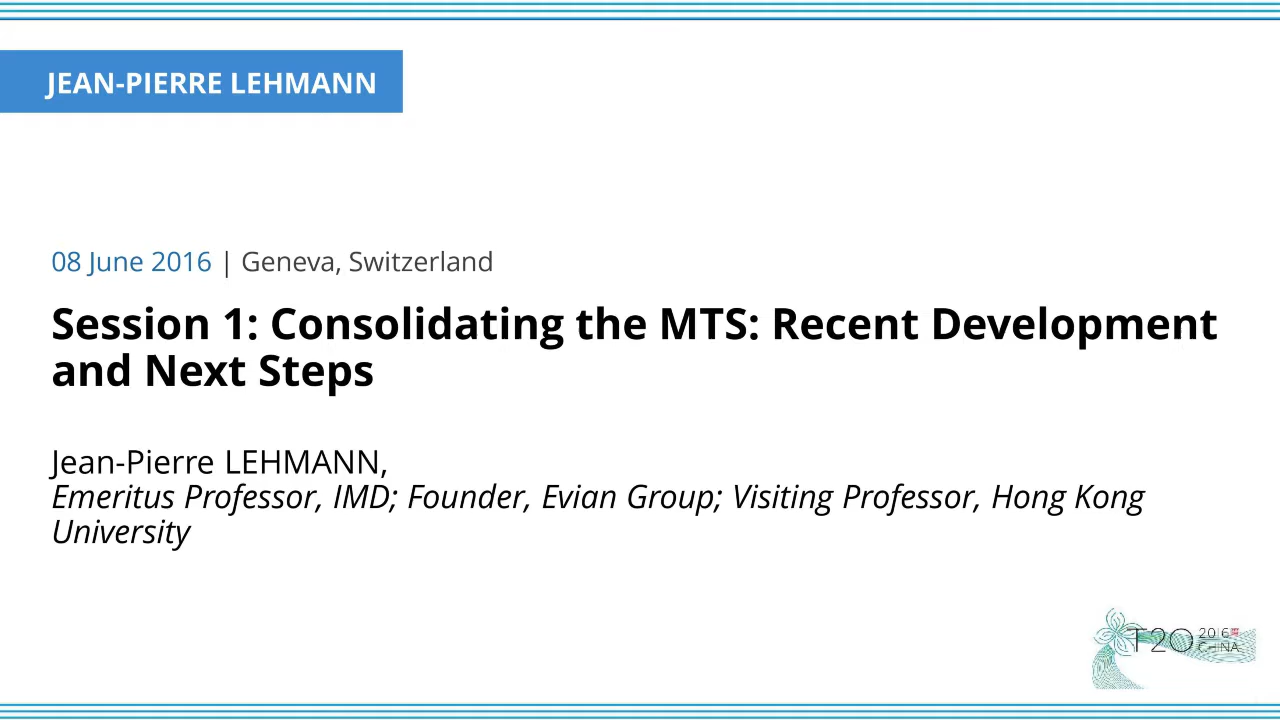 JEAN-PIERRE LEHMANN
08 June 2016 | Geneva, Switzerland
Session 1: Consolidating the MTS: Recent Development
and Next Steps
Jean-Pierre LEHMANN,
Emeritus Professor, IMD; Founder, Evian Group; Visiting Professor, Hong Kong
University
T20 2016
CHINA